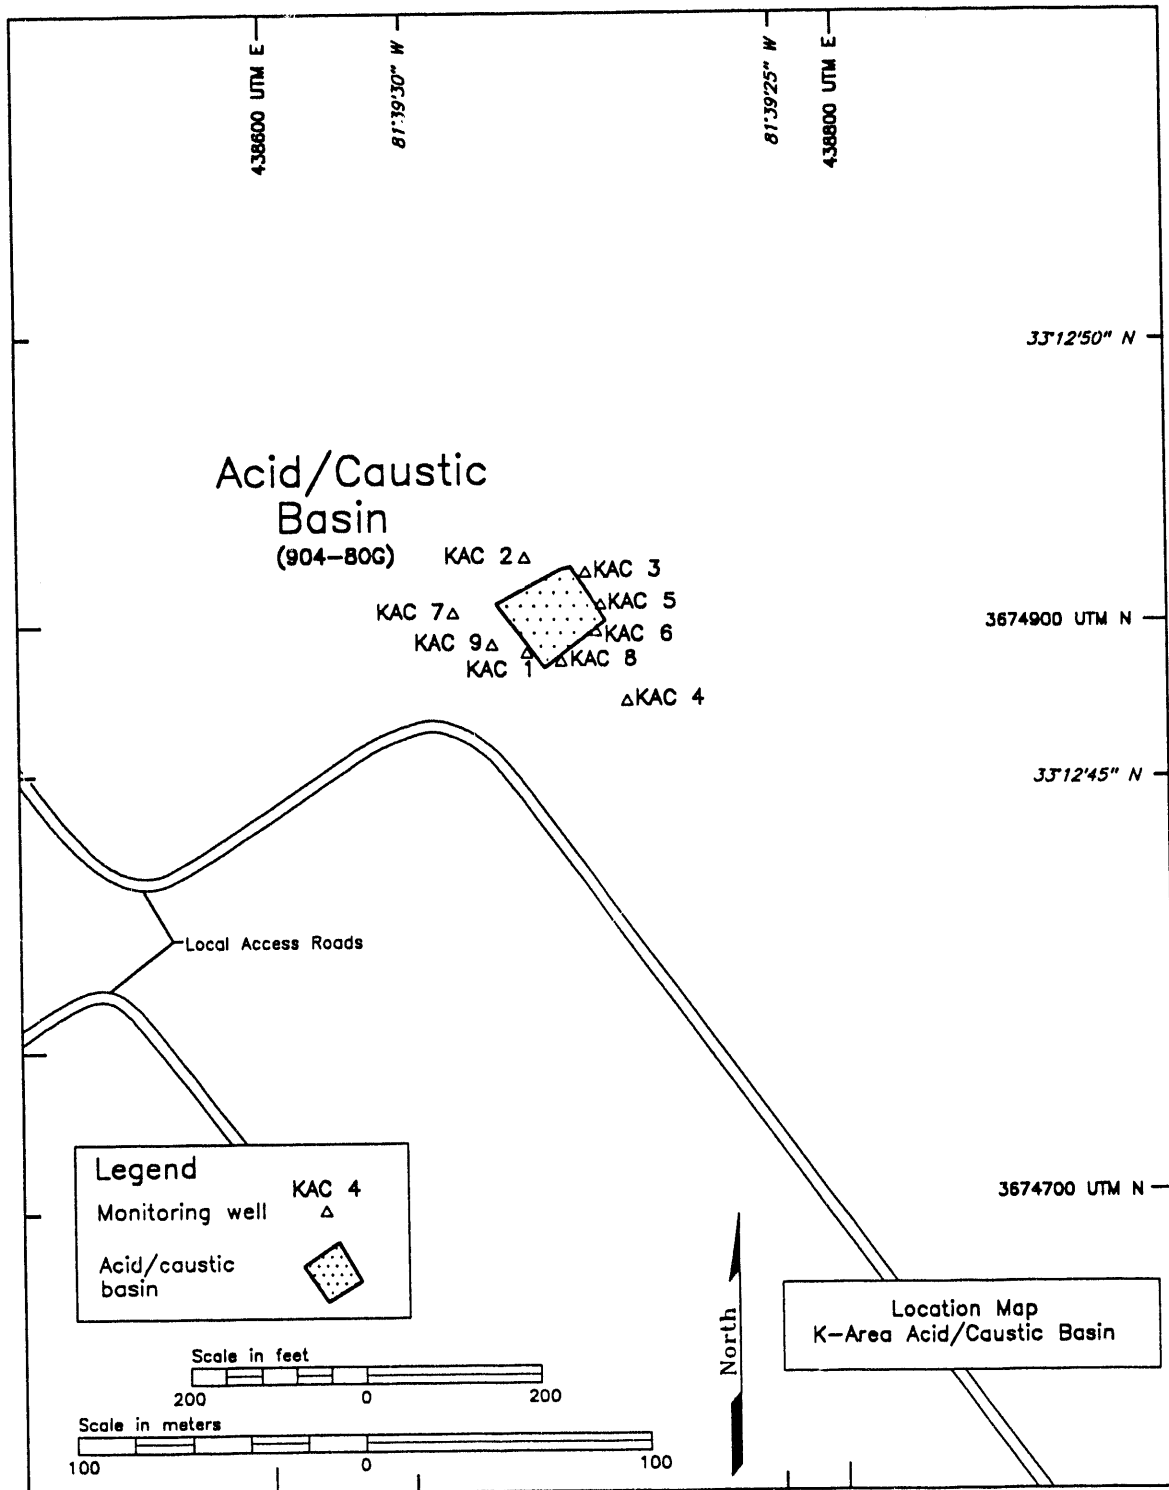 438600 UTM E
81°39'30" W
81°39'25" W
438800 UTM E
33°12'50" N
Acid/Caustic
Basin
(904-80G)
KAC 2
KAC 3
KAC 5
KAC 7
3674900 UTM N
KAC 6
KAC 9
KAC 8
KAC 1
KAC 4
33°12'45" N
Local Access Roads
Legend
KAC 4
Monitoring well
Acid/caustic
basin
3674700 UTM N
North
Location Map
K-Area Acid/Caustic Basin
Scale in feet
200 0 200
Scale in meters
100 0 100